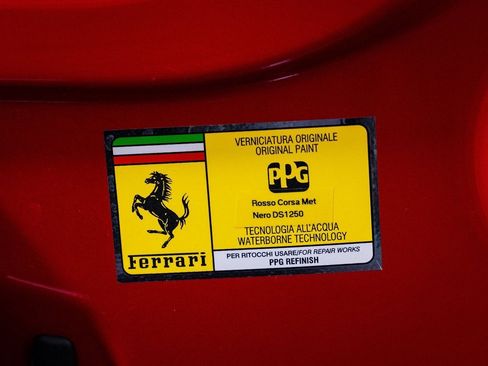 VERNICIATURA ORIGINALE
ORIGINAL PAINT
PPG
Rosso Corsa Met
Nero DS1250
TECNOLOGIA ALL'ACQUA
WATERBORNE TECHNOLOGY
Ferrari
PER RITOCCHI USARE/FOR REPAIR WORKS
PPG REFINISH